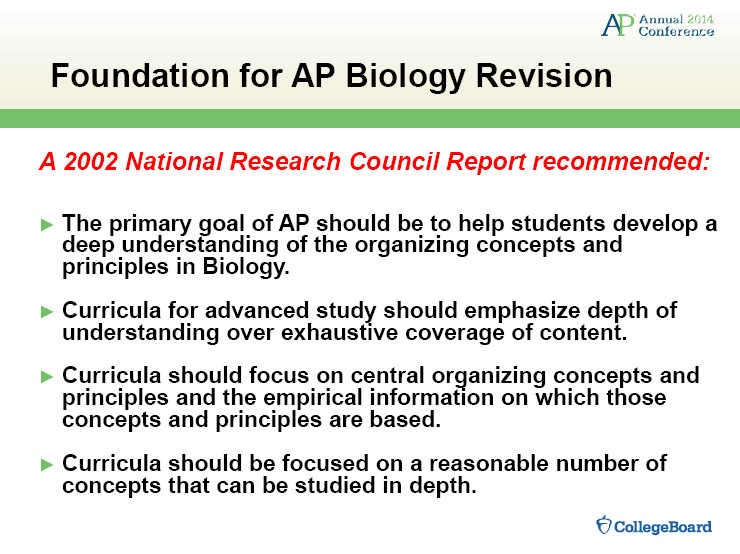 AP Annual 2014
Conference
Foundation for AP Biology Revision
A 2002 National Research Council Report recommended:
► The primary goal of AP should be to help students develop a
deep understanding of the organizing concepts and
principles in Biology.
► Curricula for advanced study should emphasize depth of
understanding over exhaustive coverage of content.
► Curricula should focus on central organizing concepts and
principles and the empirical information on which those
concepts and principles are based.
► Curricula should be focused on a reasonable number of
concepts that can be studied in depth.
CollegeBoard